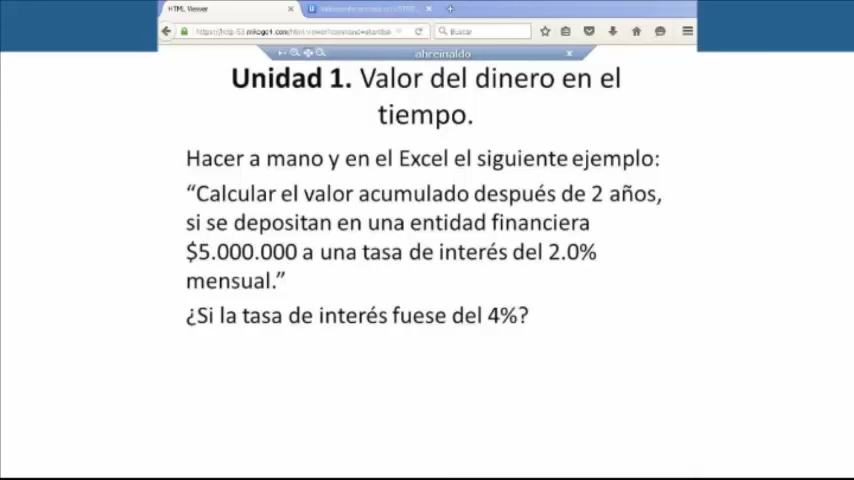 HTML Viewer
Buscar
ahreinaldo
Unidad 1. Valor del dinero en el
tiempo.
Hacer a mano y en el Excel el siguiente ejemplo:
“Calcular el valor acumulado después de 2 años,
si se depositan en una entidad financiera
$5.000.000 a una tasa de interés del 2.0%
mensual.”
¿Si la tasa de interés fuese del 4%?